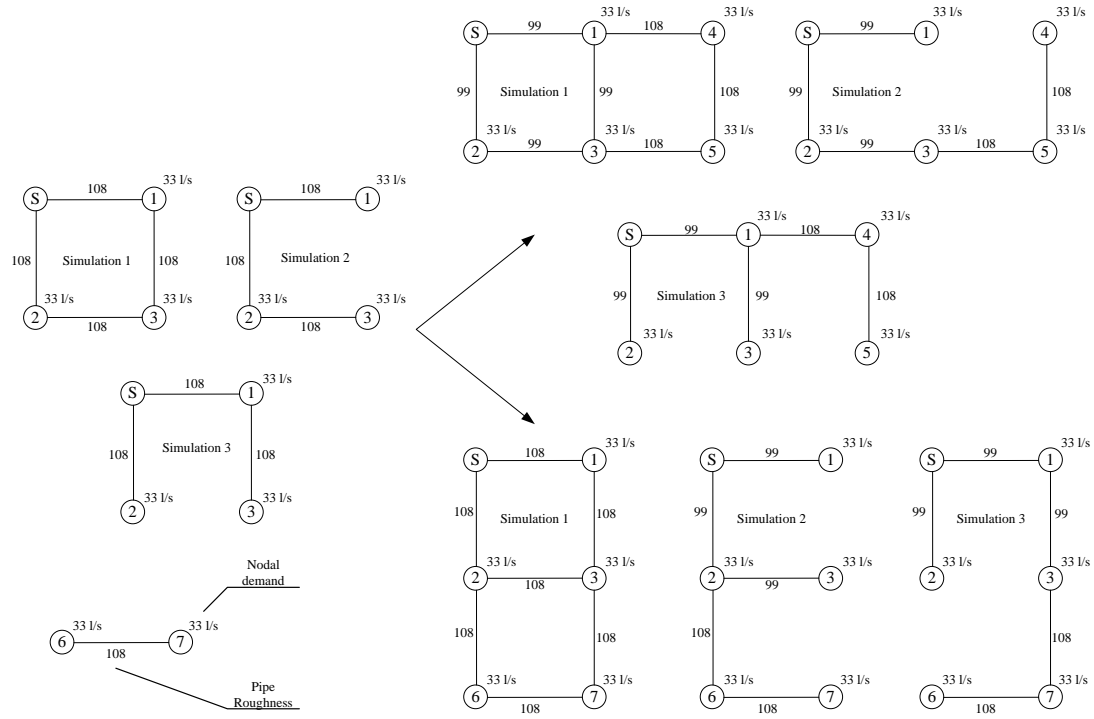 108 33 l/s
S 1
108 Simulation 1 108
33 l/s 33 l/s
2 108 3
108 33 l/s
S 1
108 Simulation 2
33 l/s 33 l/s
2 108 3
108 33 l/s
S 1
108 Simulation 3 108
33 l/s 33 l/s
2 3
Nodal
demand
33 l/s 33 l/s
6 108 7
Pipe
Roughness
33 l/s 33 l/s
S 99 1 108 4
99 Simulation 1 99 108
33 l/s 33 l/s 33 l/s
2 99 3 108 5
33 l/s 33 l/s
S 99 1 4
99 Simulation 2 108
33 l/s 33 l/s 33 l/s
2 99 3 108 5
33 l/s 33 l/s
S 99 1 108 4
99 Simulation 3 99 108
33 l/s 33 l/s 33 l/s
2 3 5
108 33 l/s
S 1
108 Simulation 1 108
33 l/s 33 l/s
2 108 3
108 108
33 l/s 33 l/s
6 108 7
99 33 l/s
S 1
99 Simulation 2
33 l/s 33 l/s
2 99 3
108
33 l/s 33 l/s
6 108 7
99 33 l/s
S 1
99 Simulation 3 99
33 l/s 33 l/s
2 3
108
33 l/s 33 l/s
6 108 7